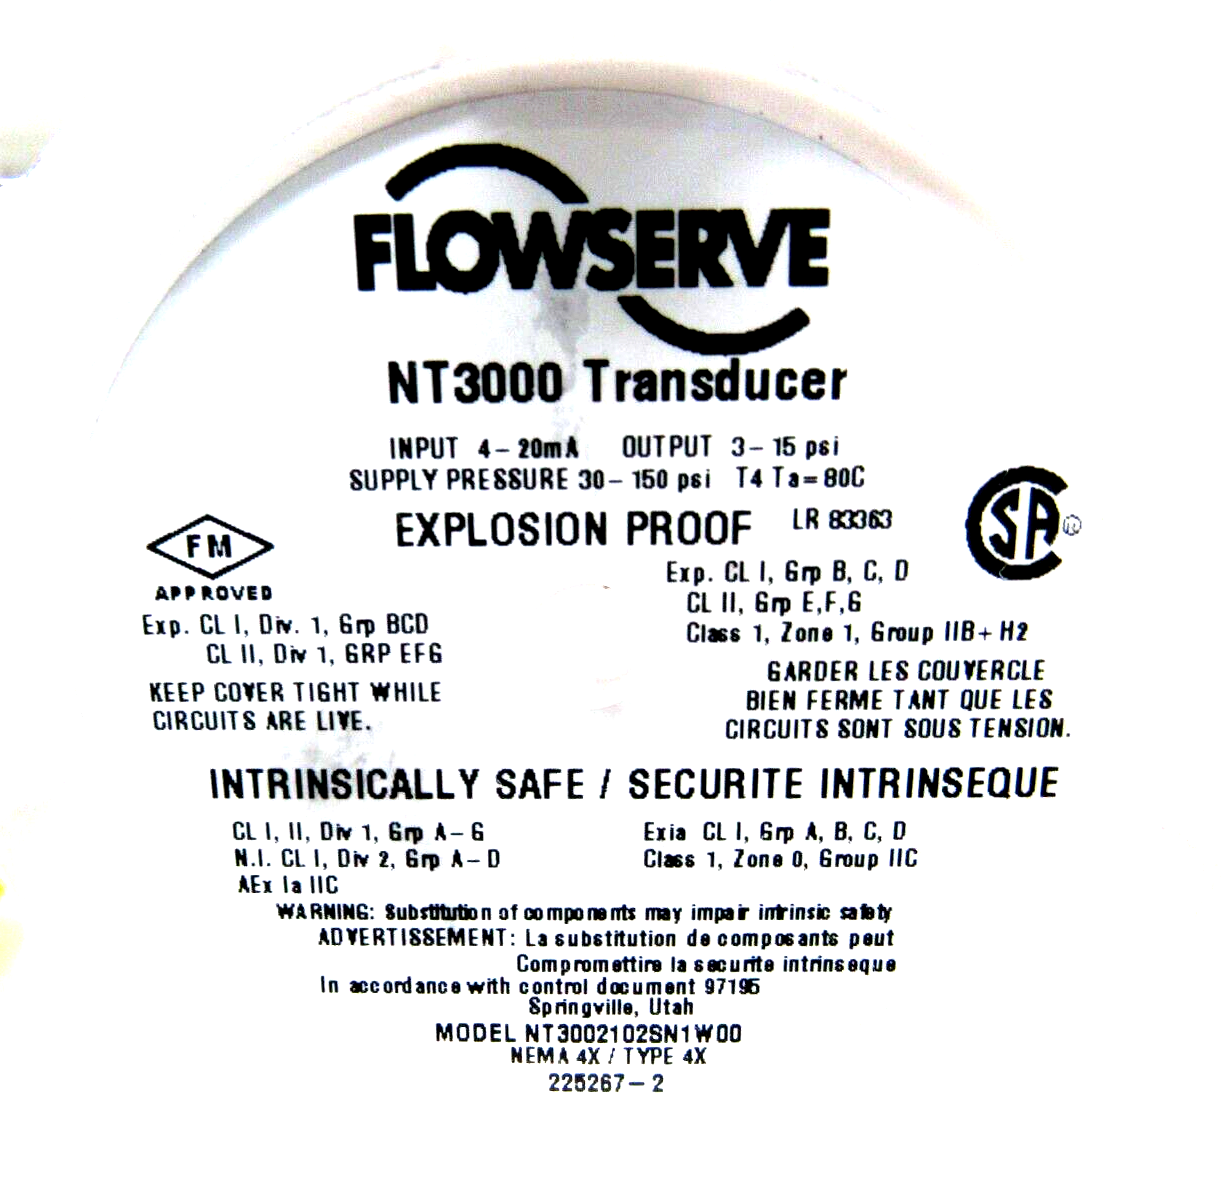 FLOWSERVE
NT3000 Transducer
INPUT 4-20mA OUTPUT 3-15 psi
SUPPLY PRESSURE 30-150 psi T4 Ta=80C
EXPLOSION PROOF LR 83363
FM
APPROVED
Exp. CL I, Div. 1, Grp BCD
CL II, Div 1, GRP EFG
KEEP COVER TIGHT WHILE
CIRCUITS ARE LIVE.
CSA ®
Exp. CL I, Grp B, C, D
CL II, Grp E,F,G
Class 1, Zone 1, Group IIB+ H2
GARDER LES COUVERCLE
BIEN FERME TANT QUE LES
CIRCUITS SONT SOUS TENSION.
INTRINSICALLY SAFE / SECURITE INTRINSEQUE
CL I, II, Div 1, Grp A-G
N.I. CL I, Div 2, Grp A-D
AEx Ia IIC
Exia CL I, Grp A, B, C, D
Class 1, Zone 0, Group IIC
WARNING: Substitution of components may impair intrinsic safety
ADVERTISSEMENT: La substitution de composants peut
Compromettire la securite intrinseque
In accordance with control document 97195
Springville, Utah
MODEL NT3002102SN1W00
NEMA 4X / TYPE 4X
225267-2